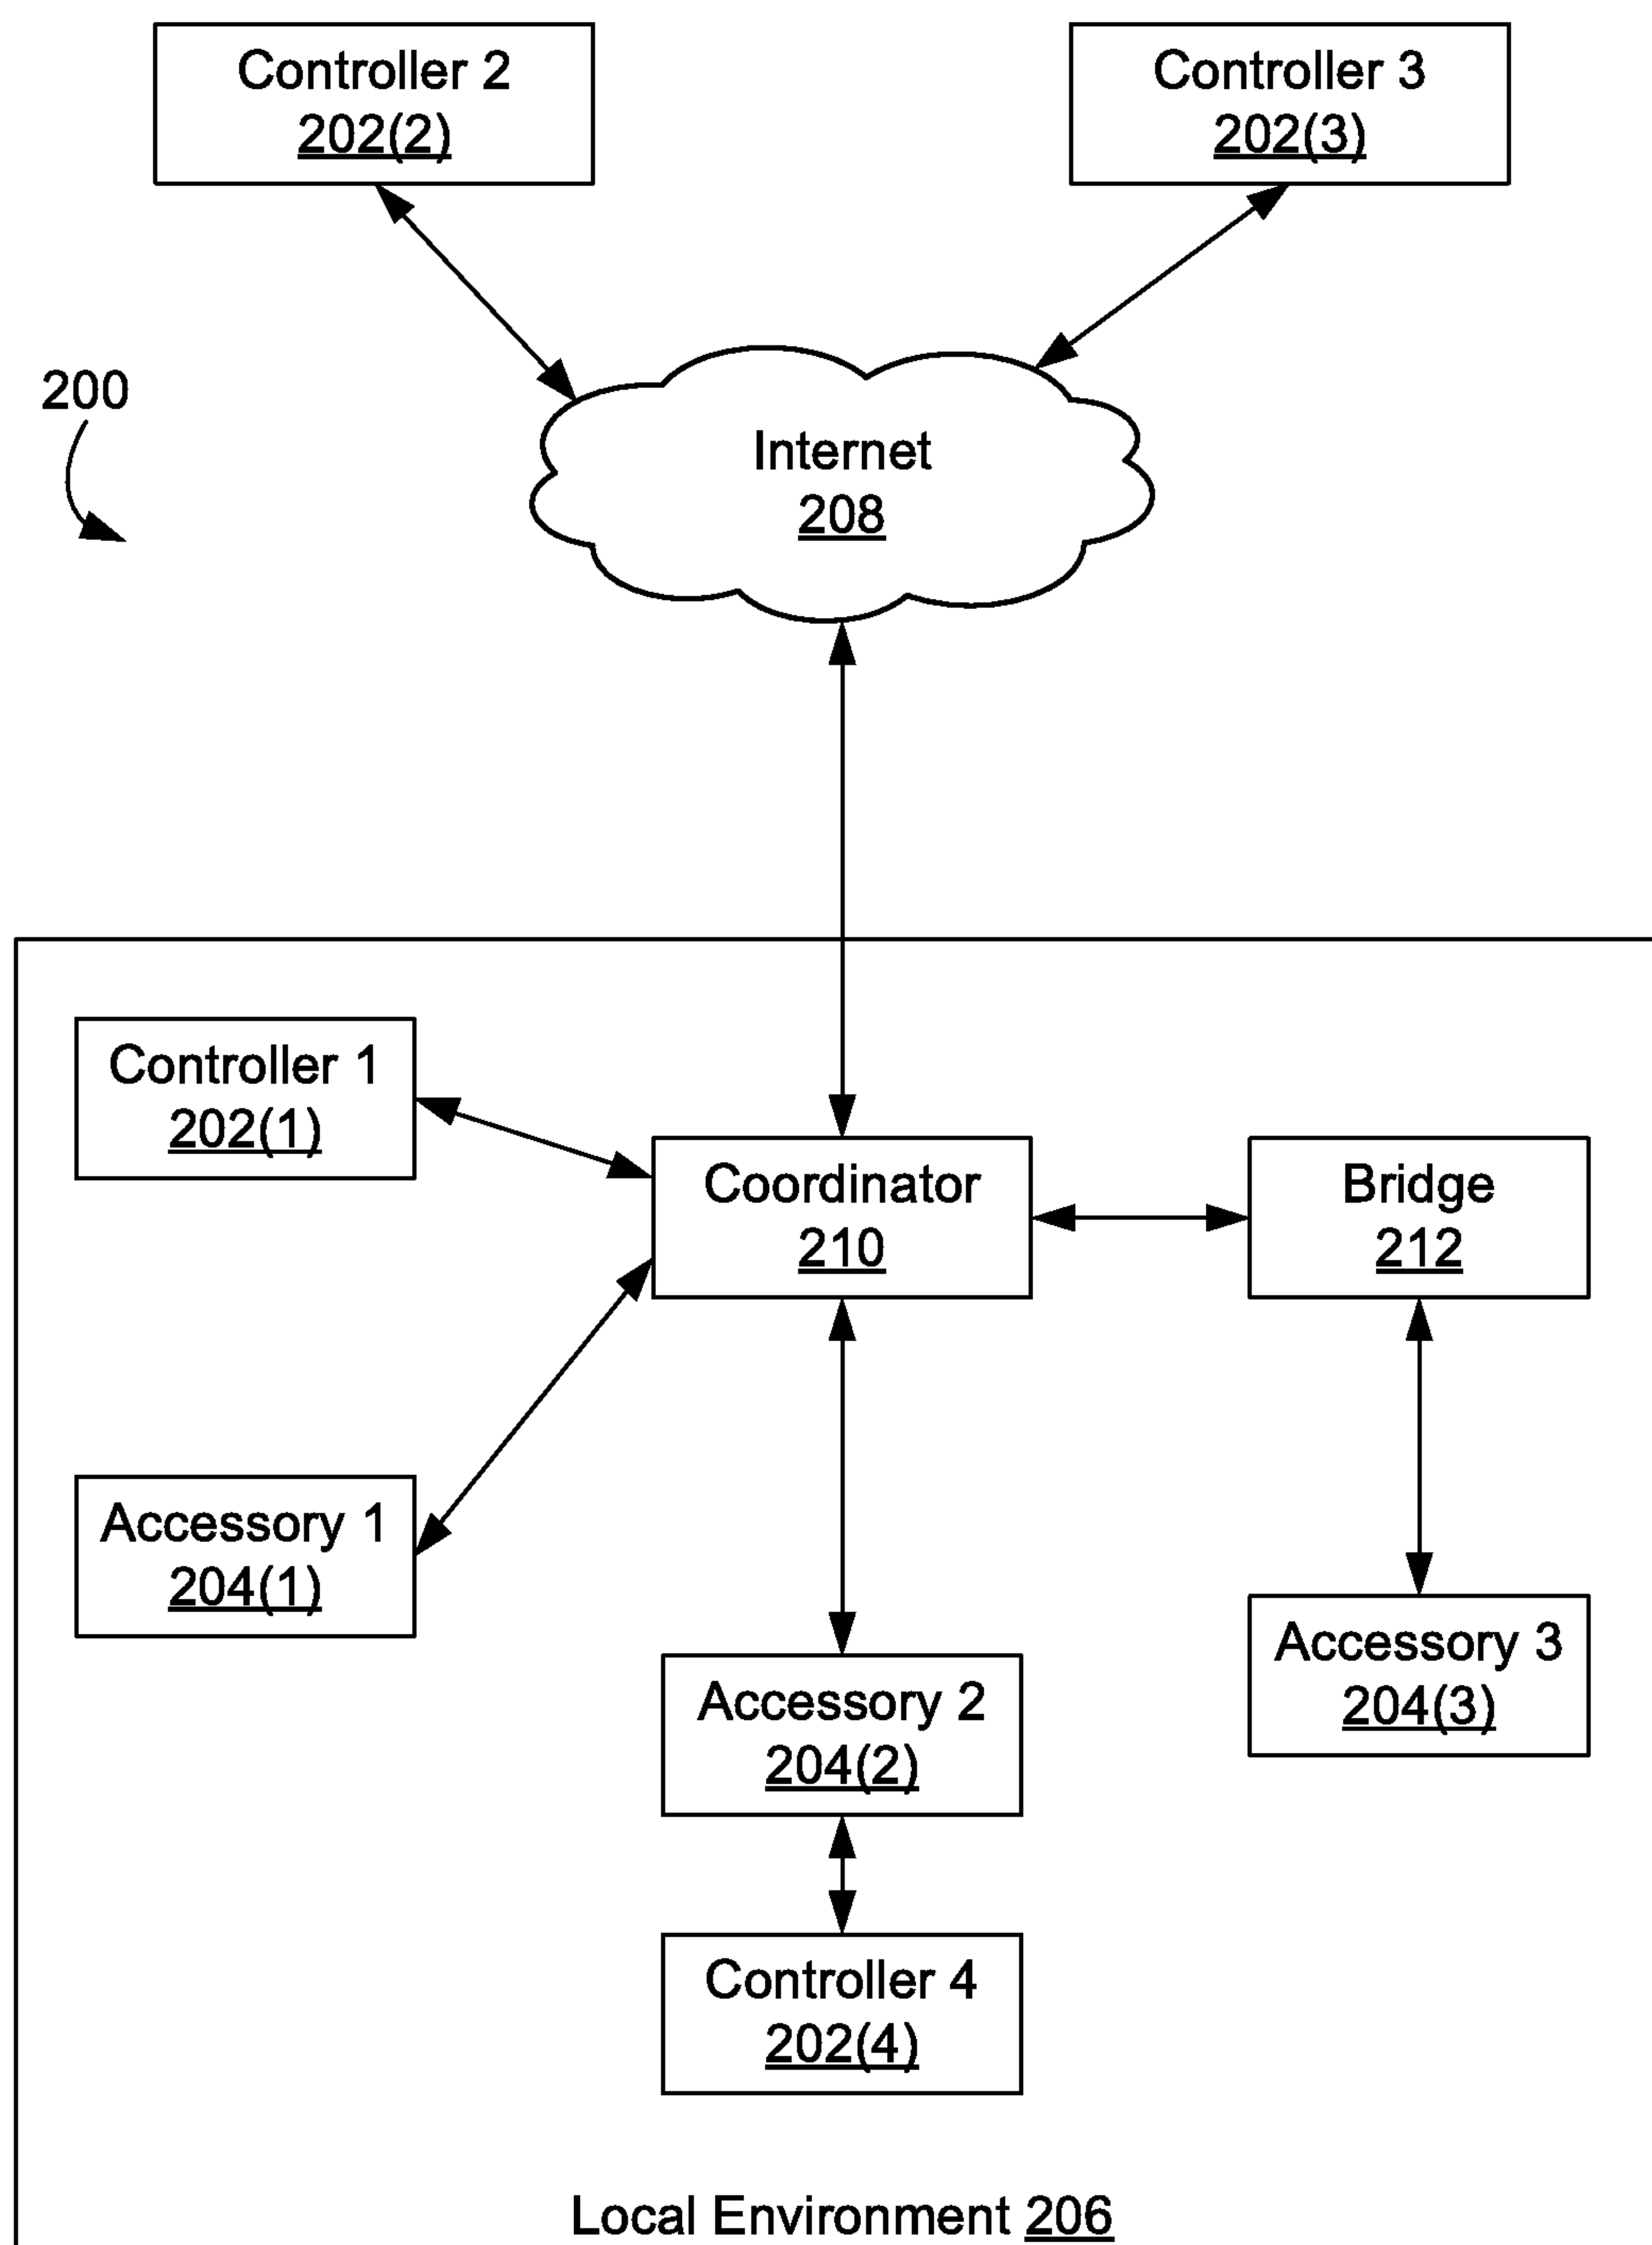 Controller 2
202(2)
Controller 3
202(3)
200
Internet
208
Controller 1
202(1)
Coordinator
210
Bridge
212
Accessory 1
204(1)
Accessory 2
204(2)
Accessory 3
204(3)
Controller 4
202(4)
Local Environment 206